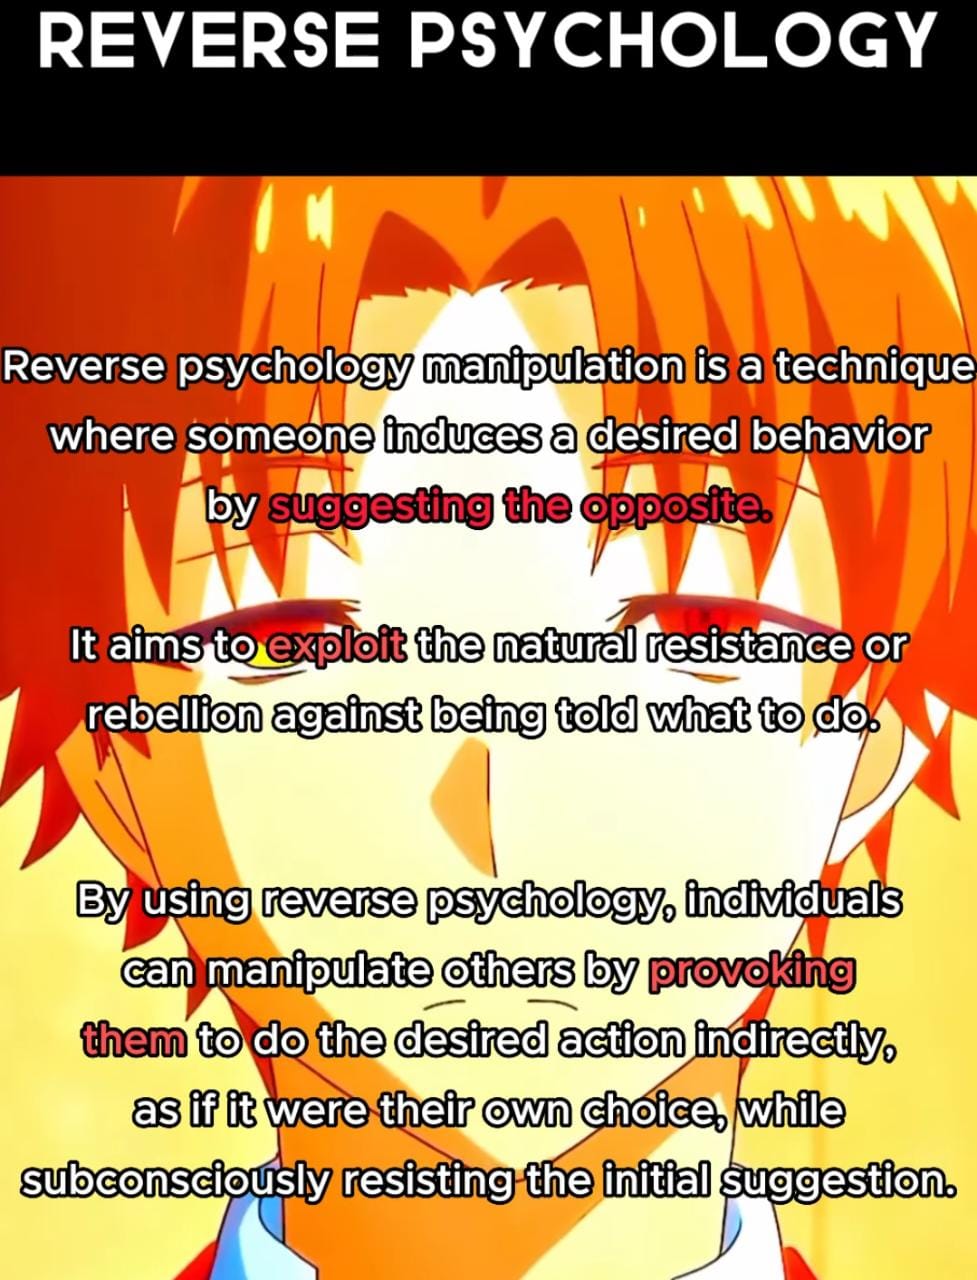 REVERSE PSYCHOLOGY
Reverse psychology manipulation is a technique
where someone induces a desired behavior
by suggesting the opposite.
It aims to exploit the natural resistance or
rebellion against being told what to do.
By using reverse psychology, individuals
can manipulate others by provoking
them to do the desired action indirectly,
as if it were their own choice, while
subconsciously resisting the initial suggestion.